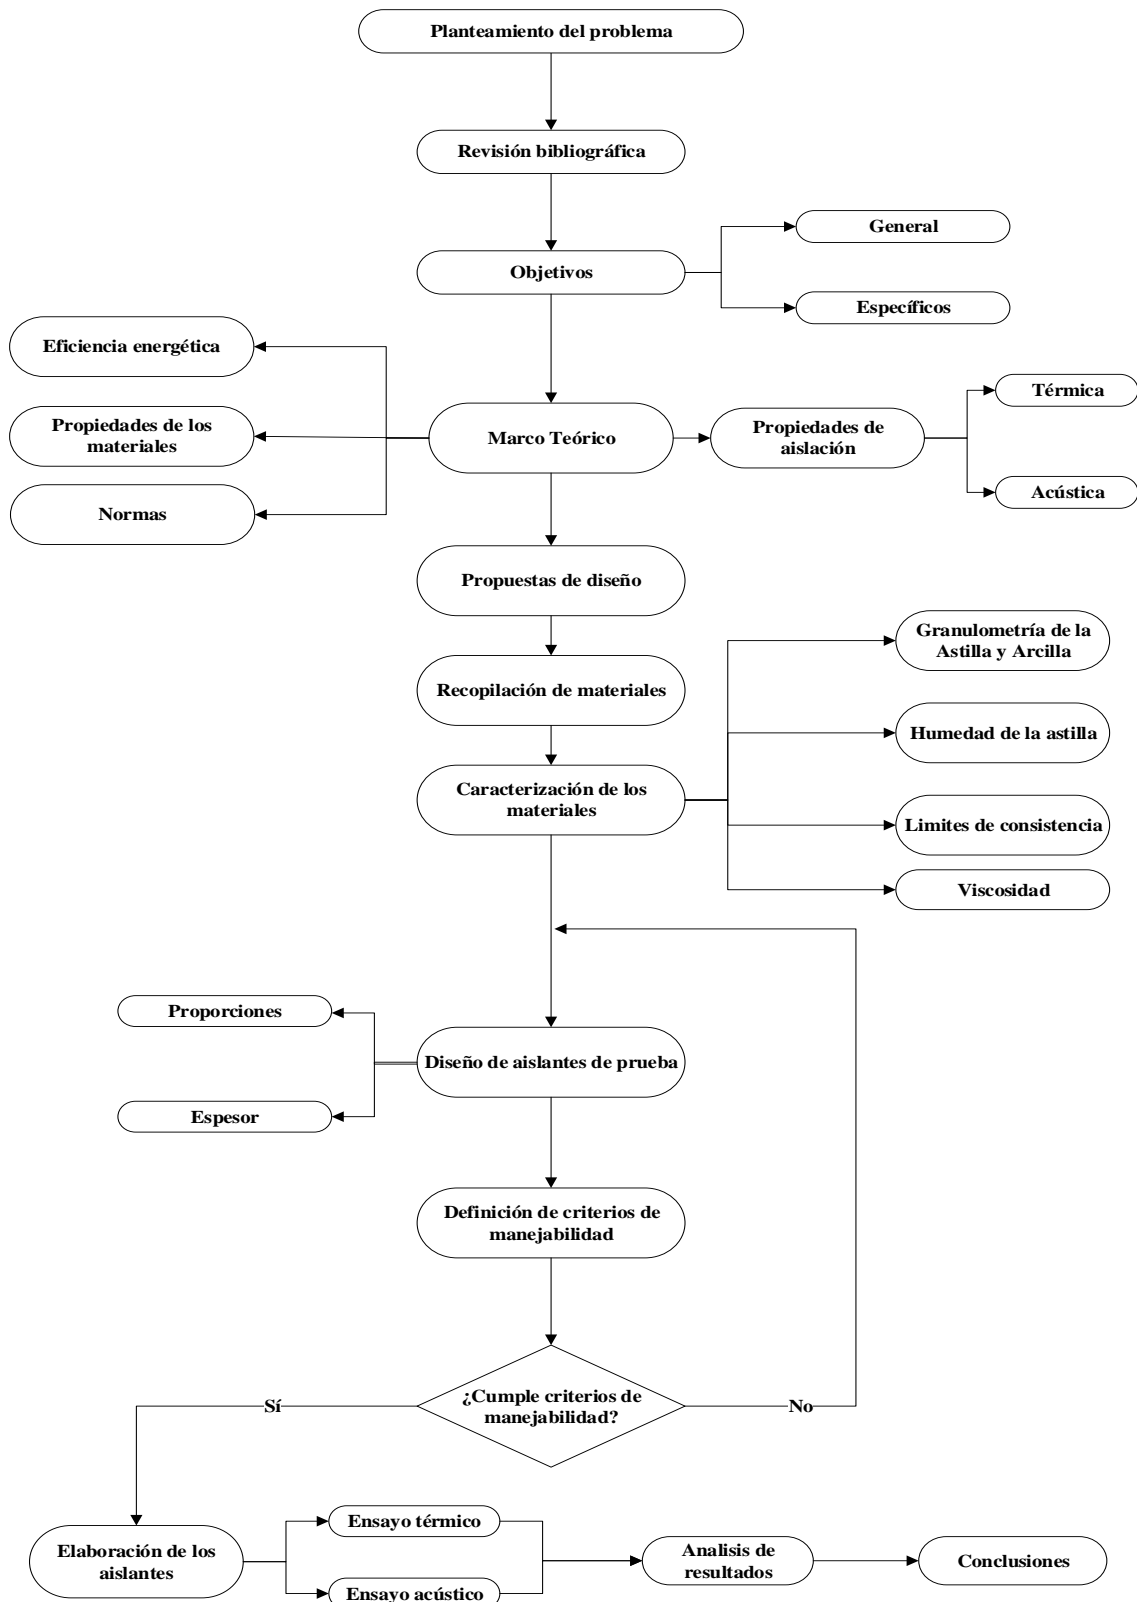 Planteamiento del problema
Revisión bibliográfica
General
Objetivos
Específicos
Eficiencia energética
Térmica
Propiedades de los
materiales
Marco Teórico
Propiedades de
aislación
Normas
Acústica
Propuestas de diseño
Granulometría de la
Astilla y Arcilla
Recopilación de materiales
Humedad de la astilla
Caracterización de los
materiales
Limites de consistencia
Viscosidad
Proporciones
Diseño de aislantes de prueba
Espesor
Definición de criterios de
manejabilidad
¿Cumple criterios de
manejabilidad?
Sí
No
Ensayo térmico
Elaboración de los
aislantes
Analisis de
resultados
Conclusiones
Ensayo acústico